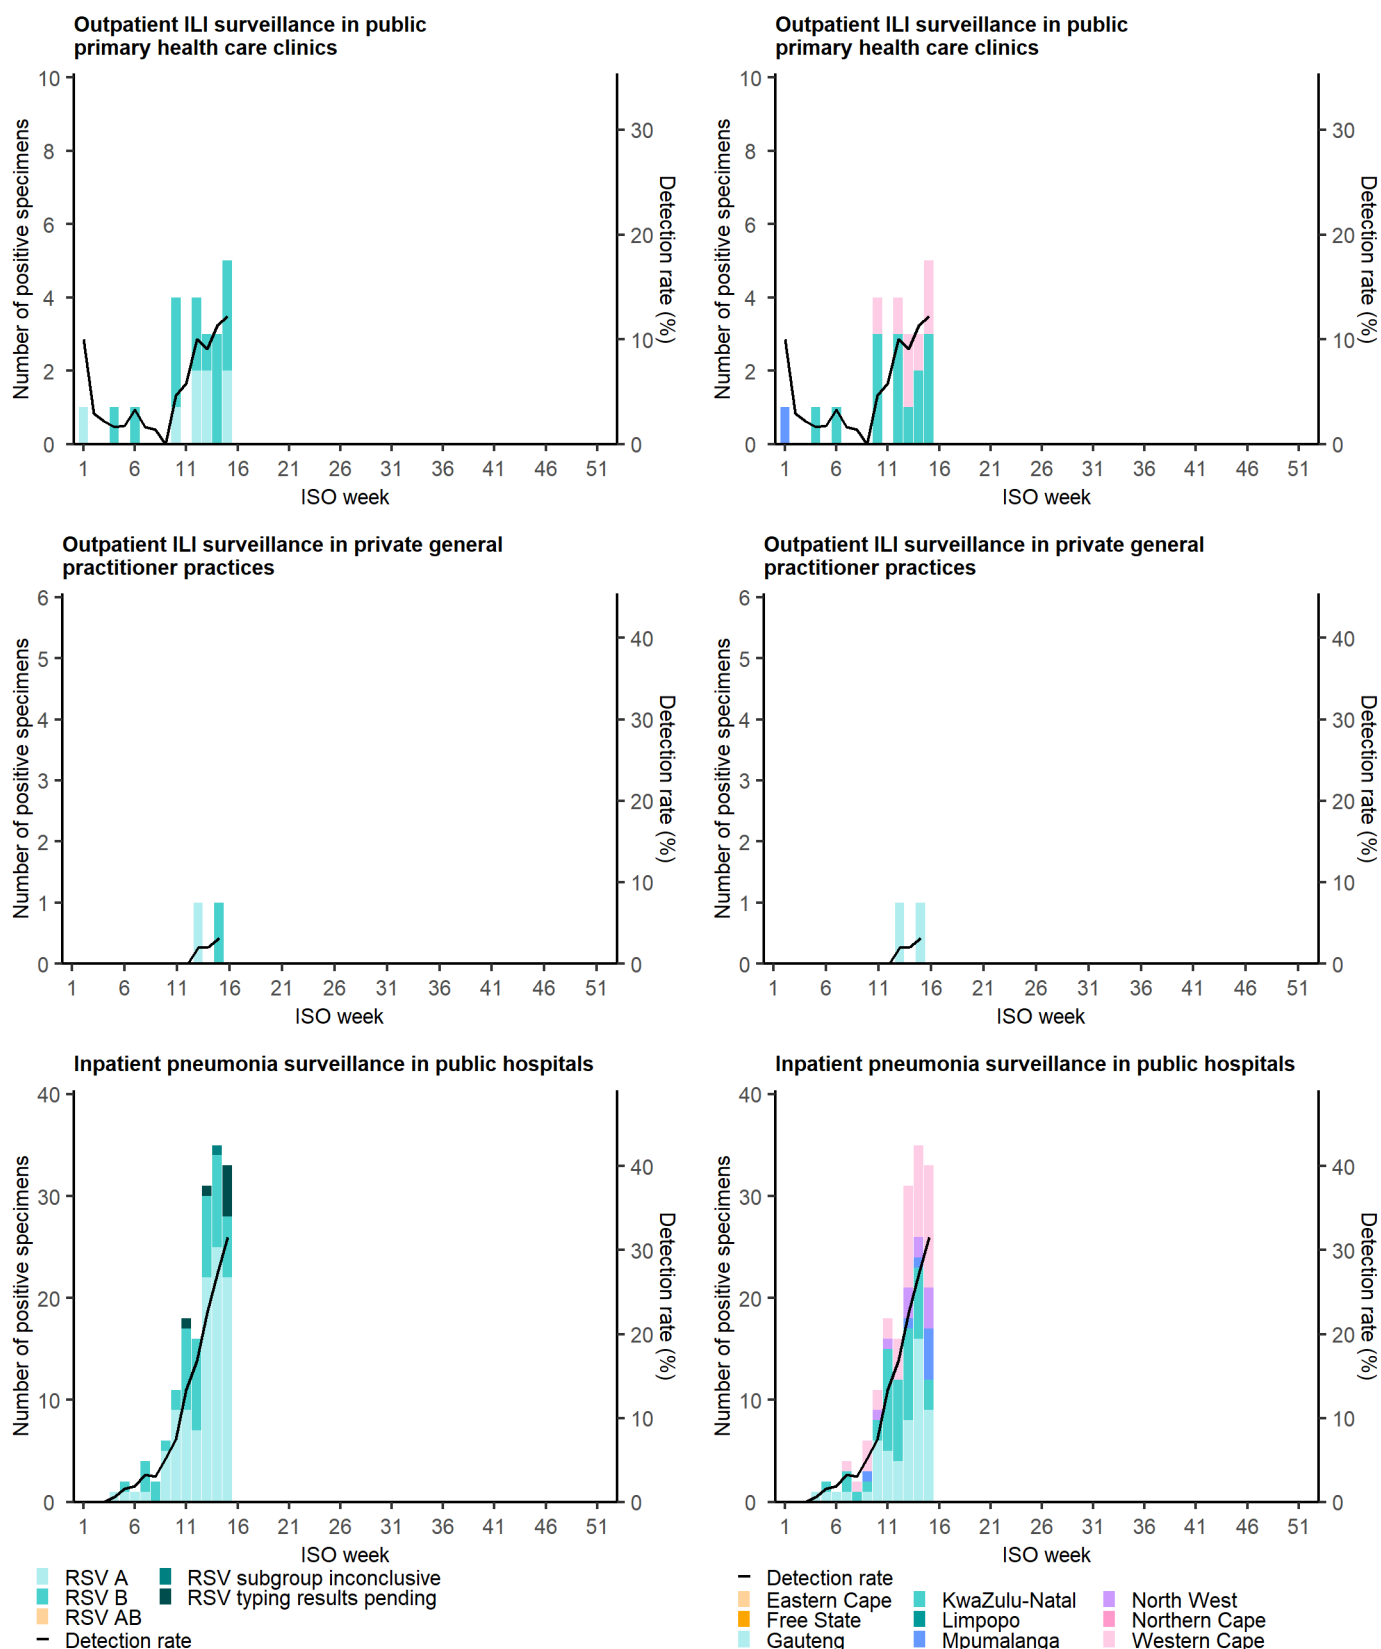 Outpatient ILI surveillance in public
primary health care clinics
10
8
6
4
2
0
Number of positive specimens
30
20
10
0
Detection rate (%)
1 6 11 16 21 26 31 36 41 46 51
ISO week
Outpatient ILI surveillance in public
primary health care clinics
10
8
6
4
2
0
Number of positive specimens
30
20
10
0
Detection rate (%)
1 6 11 16 21 26 31 36 41 46 51
ISO week
Outpatient ILI surveillance in private general
practitioner practices
6
5
4
3
2
1
0
Number of positive specimens
40
30
20
10
0
Detection rate (%)
1 6 11 16 21 26 31 36 41 46 51
ISO week
Outpatient ILI surveillance in private general
practitioner practices
6
5
4
3
2
1
0
Number of positive specimens
40
30
20
10
0
Detection rate (%)
1 6 11 16 21 26 31 36 41 46 51
ISO week
Inpatient pneumonia surveillance in public hospitals
40
30
20
10
0
Number of positive specimens
40
30
20
10
0
Detection rate (%)
1 6 11 16 21 26 31 36 41 46 51
ISO week
RSV A
RSV B
RSV AB
Detection rate
RSV subgroup inconclusive
RSV typing results pending
Inpatient pneumonia surveillance in public hospitals
40
30
20
10
0
Number of positive specimens
40
30
20
10
0
Detection rate (%)
1 6 11 16 21 26 31 36 41 46 51
ISO week
Detection rate
Eastern Cape
Free State
Gauteng
KwaZulu-Natal
Limpopo
Mpumalanga
North West
Northern Cape
Western Cape